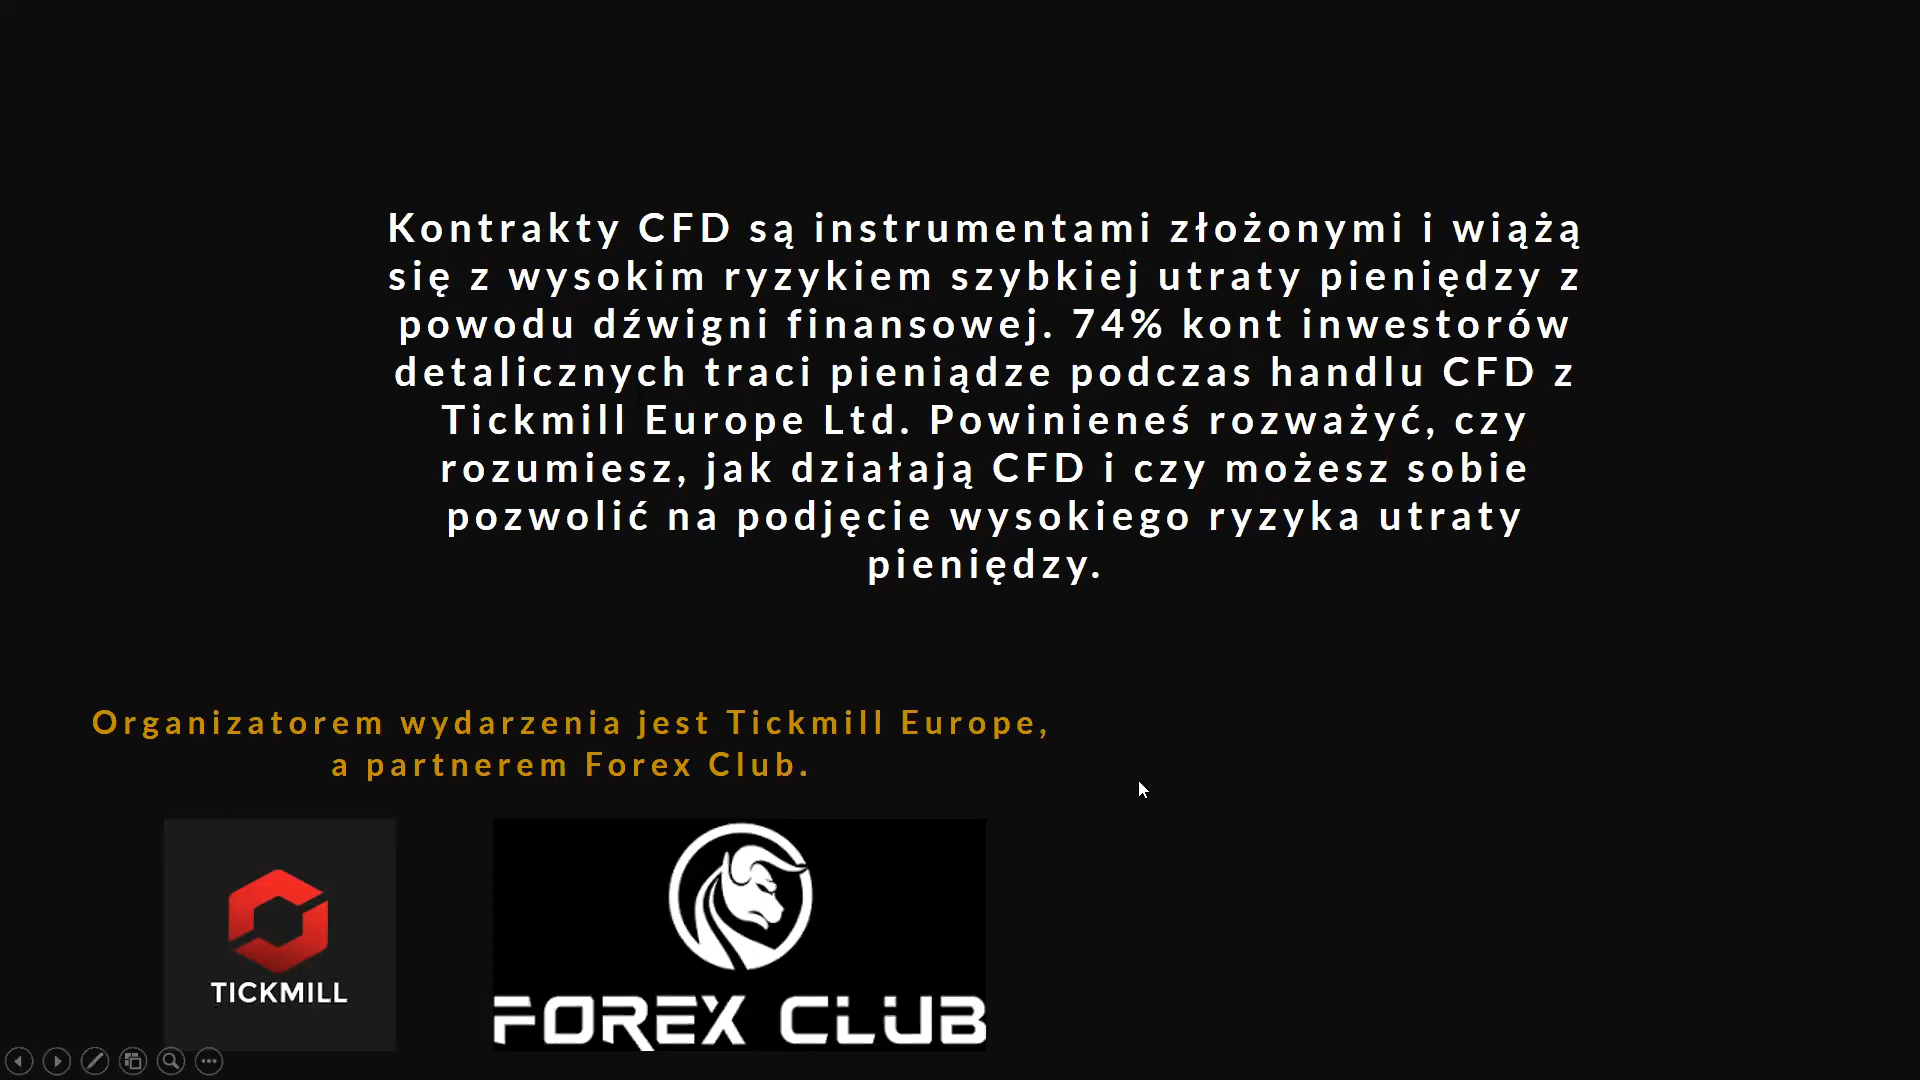 Kontrakty CFD są instrumentami złożonymi i wiążą
się z wysokim ryzykiem szybkiej utraty pieniędzy z
powodu dźwigni finansowej. 74% kont inwestorów
detalicznych traci pieniądze podczas handlu CFD z
Tickmill Europe Ltd. Powinieneś rozważyć, czy
rozumiesz, jak działają CFD i czy możesz sobie
pozwolić na podjęcie wysokiego ryzyka utraty
pieniędzy.
Organizatorem wydarzenia jest Tickmill Europe,
a partnerem Forex Club.
TICKMILL
FOREX CLUB